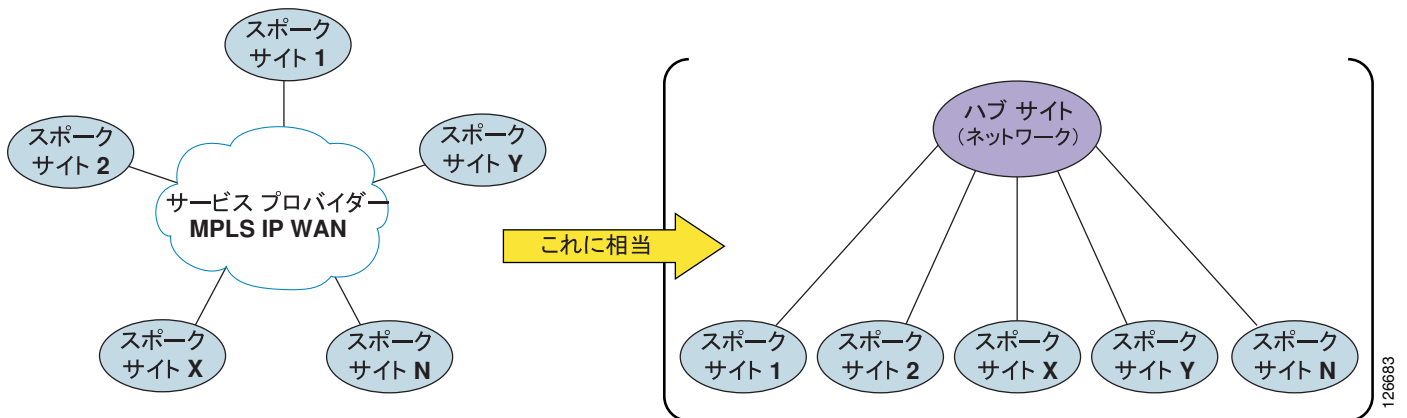 スポーク
サイト 1
スポーク
サイト 2
スポーク
サイト Y
サービス プロバイダー
MPLS IP WAN
スポーク
サイト X
スポーク
サイト N
これに相当
ハブ サイト
（ネットワーク）
スポーク
サイト 1
スポーク
サイト 2
スポーク
サイト X
スポーク
サイト Y
スポーク
サイト N
126683